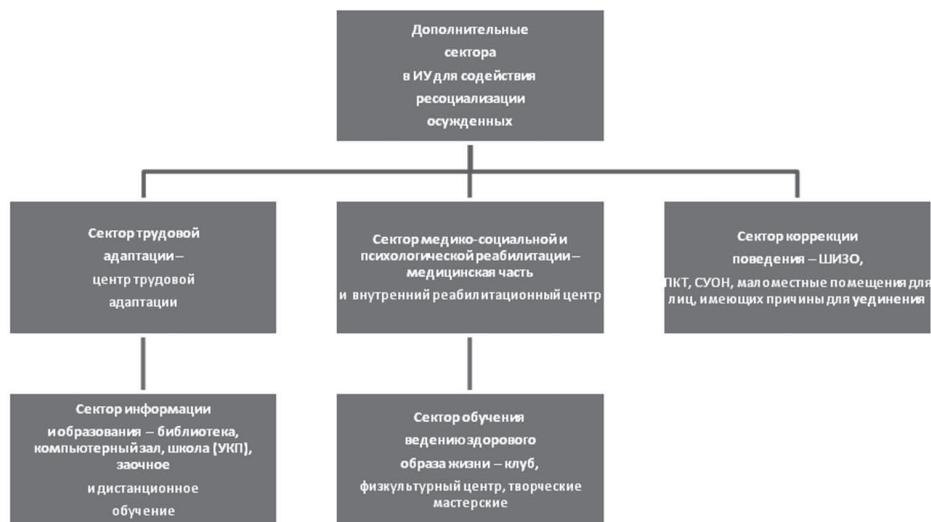 Дополнительные
сектора
в ИУ для содействия
ресоциализации
осужденных
Сектор трудовой
адаптации –
центр трудовой
адаптации
Сектор медико-социальной и
психологической реабилитации –
медицинская часть
и внутренний реабилитационный центр
Сектор коррекции
поведения – ШИЗО,
ПКТ, СУОН, маломестные помещения для
лиц, имеющих причины для уединения
Сектор информации
и образования – библиотека,
компьютерный зал, школа (УКП),
заочное
и дистанционное
обучение
Сектор обучения
ведению здорового
образа жизни – клуб,
физкультурный центр, творческие
мастерские